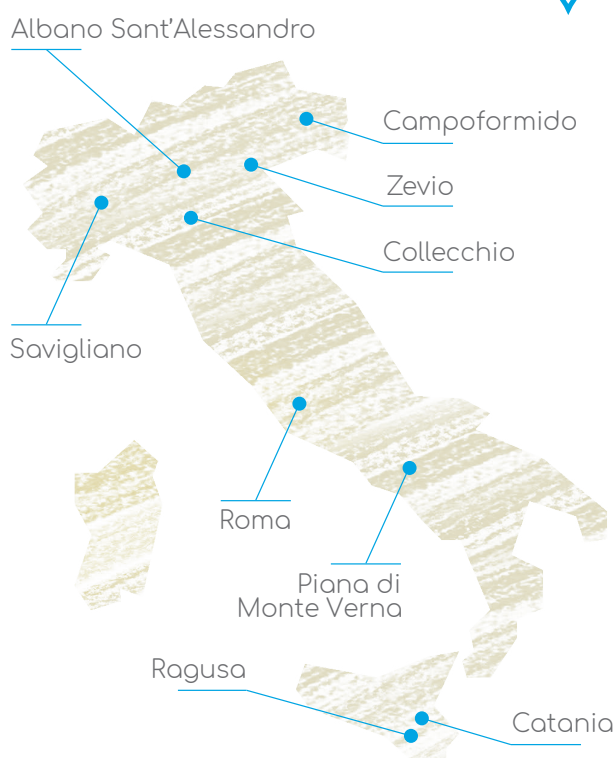 Albano Sant'Alessandro
Campoformido
Zevio
Collecchio
Savigliano
Roma
Piana di
Monte Verna
Ragusa
Catania